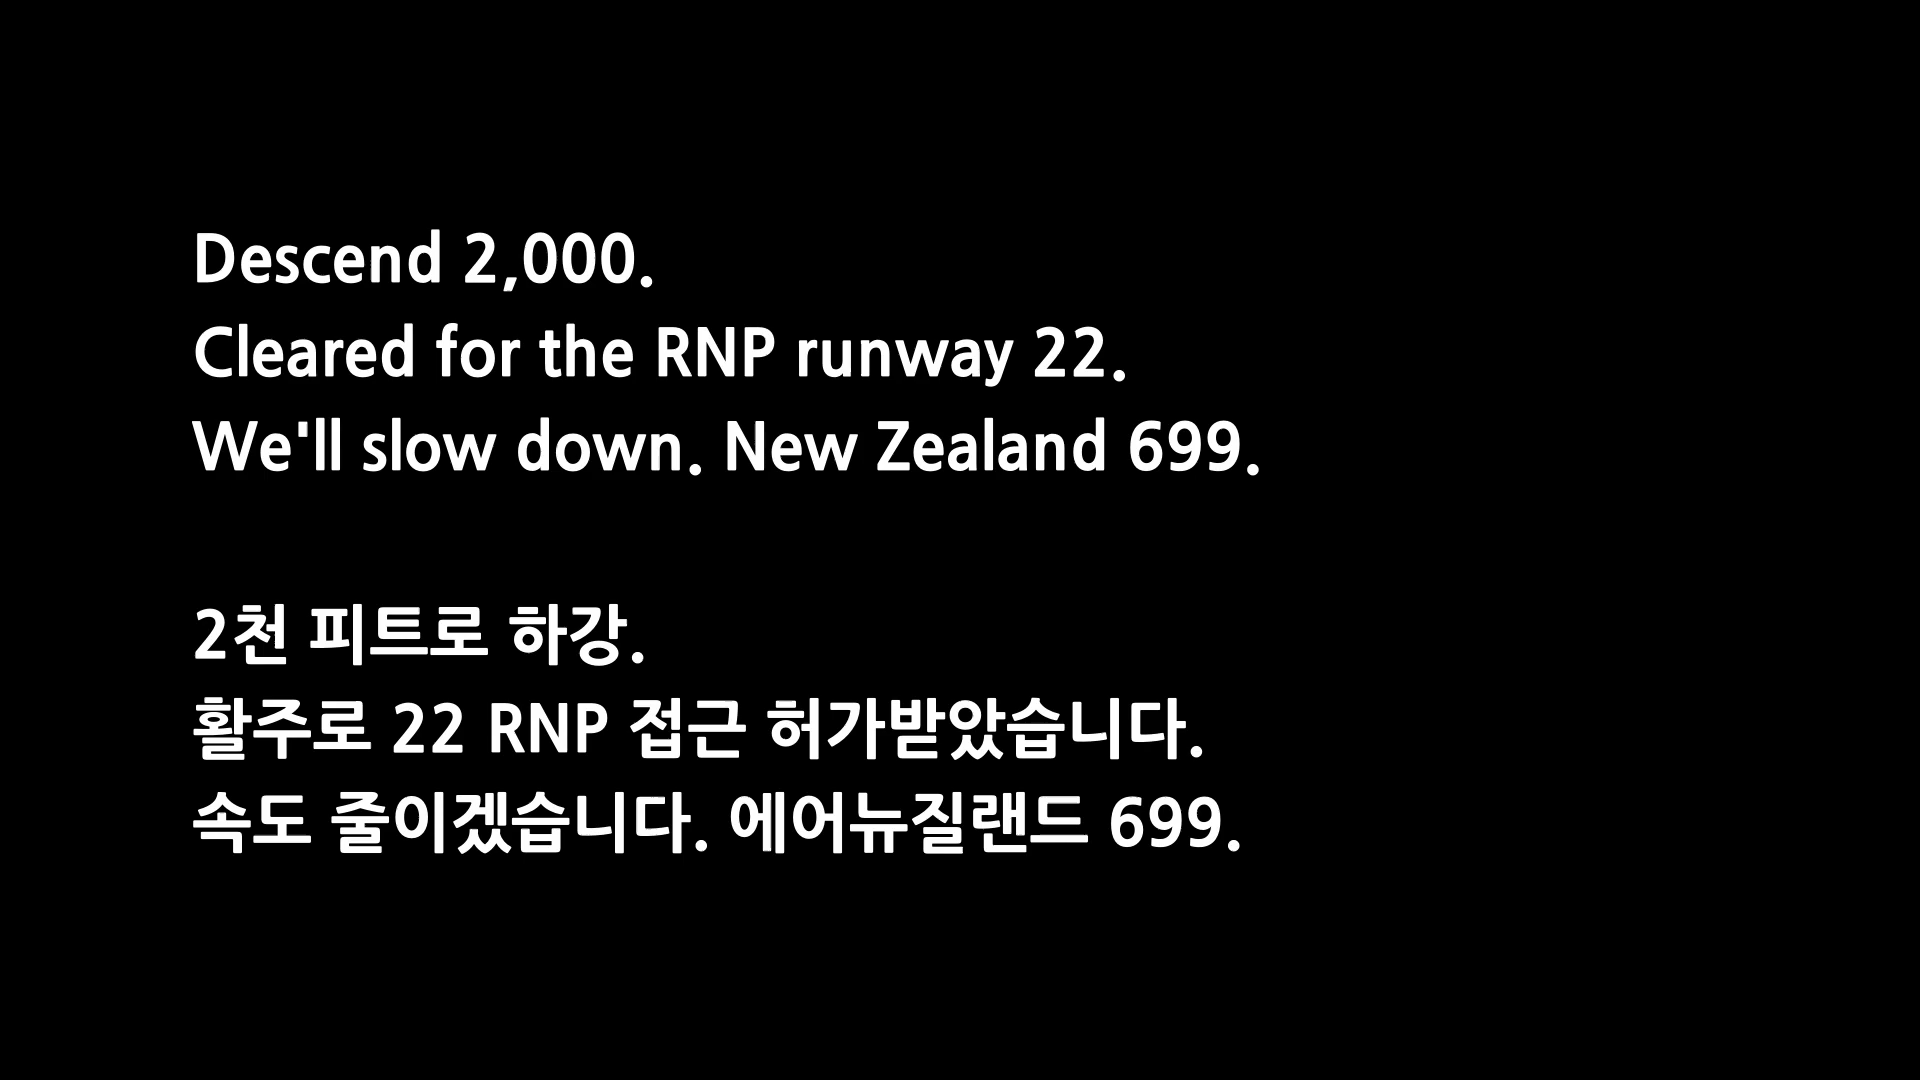 Descend 2,000.
Cleared for the RNP runway 22.
We'll slow down. New Zealand 699.
2천 피트로 하강.
활주로 22 RNP 접근 허가받았습니다.
속도 줄이겠습니다. 에어뉴질랜드 699.